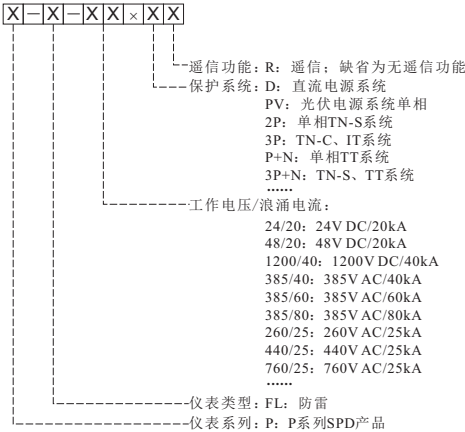 X-X-XX×XX
遥信功能：R：遥信；缺省为无遥信功能
保护系统：D：直流电源系统
PV：光伏电源系统单相
2P：单相TN-S系统
3P：TN-C、IT系统
P+N：单相TT系统
3P+N：TN-S、TT系统
......
工作电压/浪涌电流：
24/20：24V DC/20kA
48/20：48V DC/20kA
1200/40：1200V DC/40kA
385/40：385V AC/40kA
385/60：385V AC/60kA
385/80：385V AC/80kA
260/25：260V AC/25kA
440/25：440V AC/25kA
760/25：760V AC/25kA
......
仪表类型：FL：防雷
仪表系列：P：P系列SPD产品